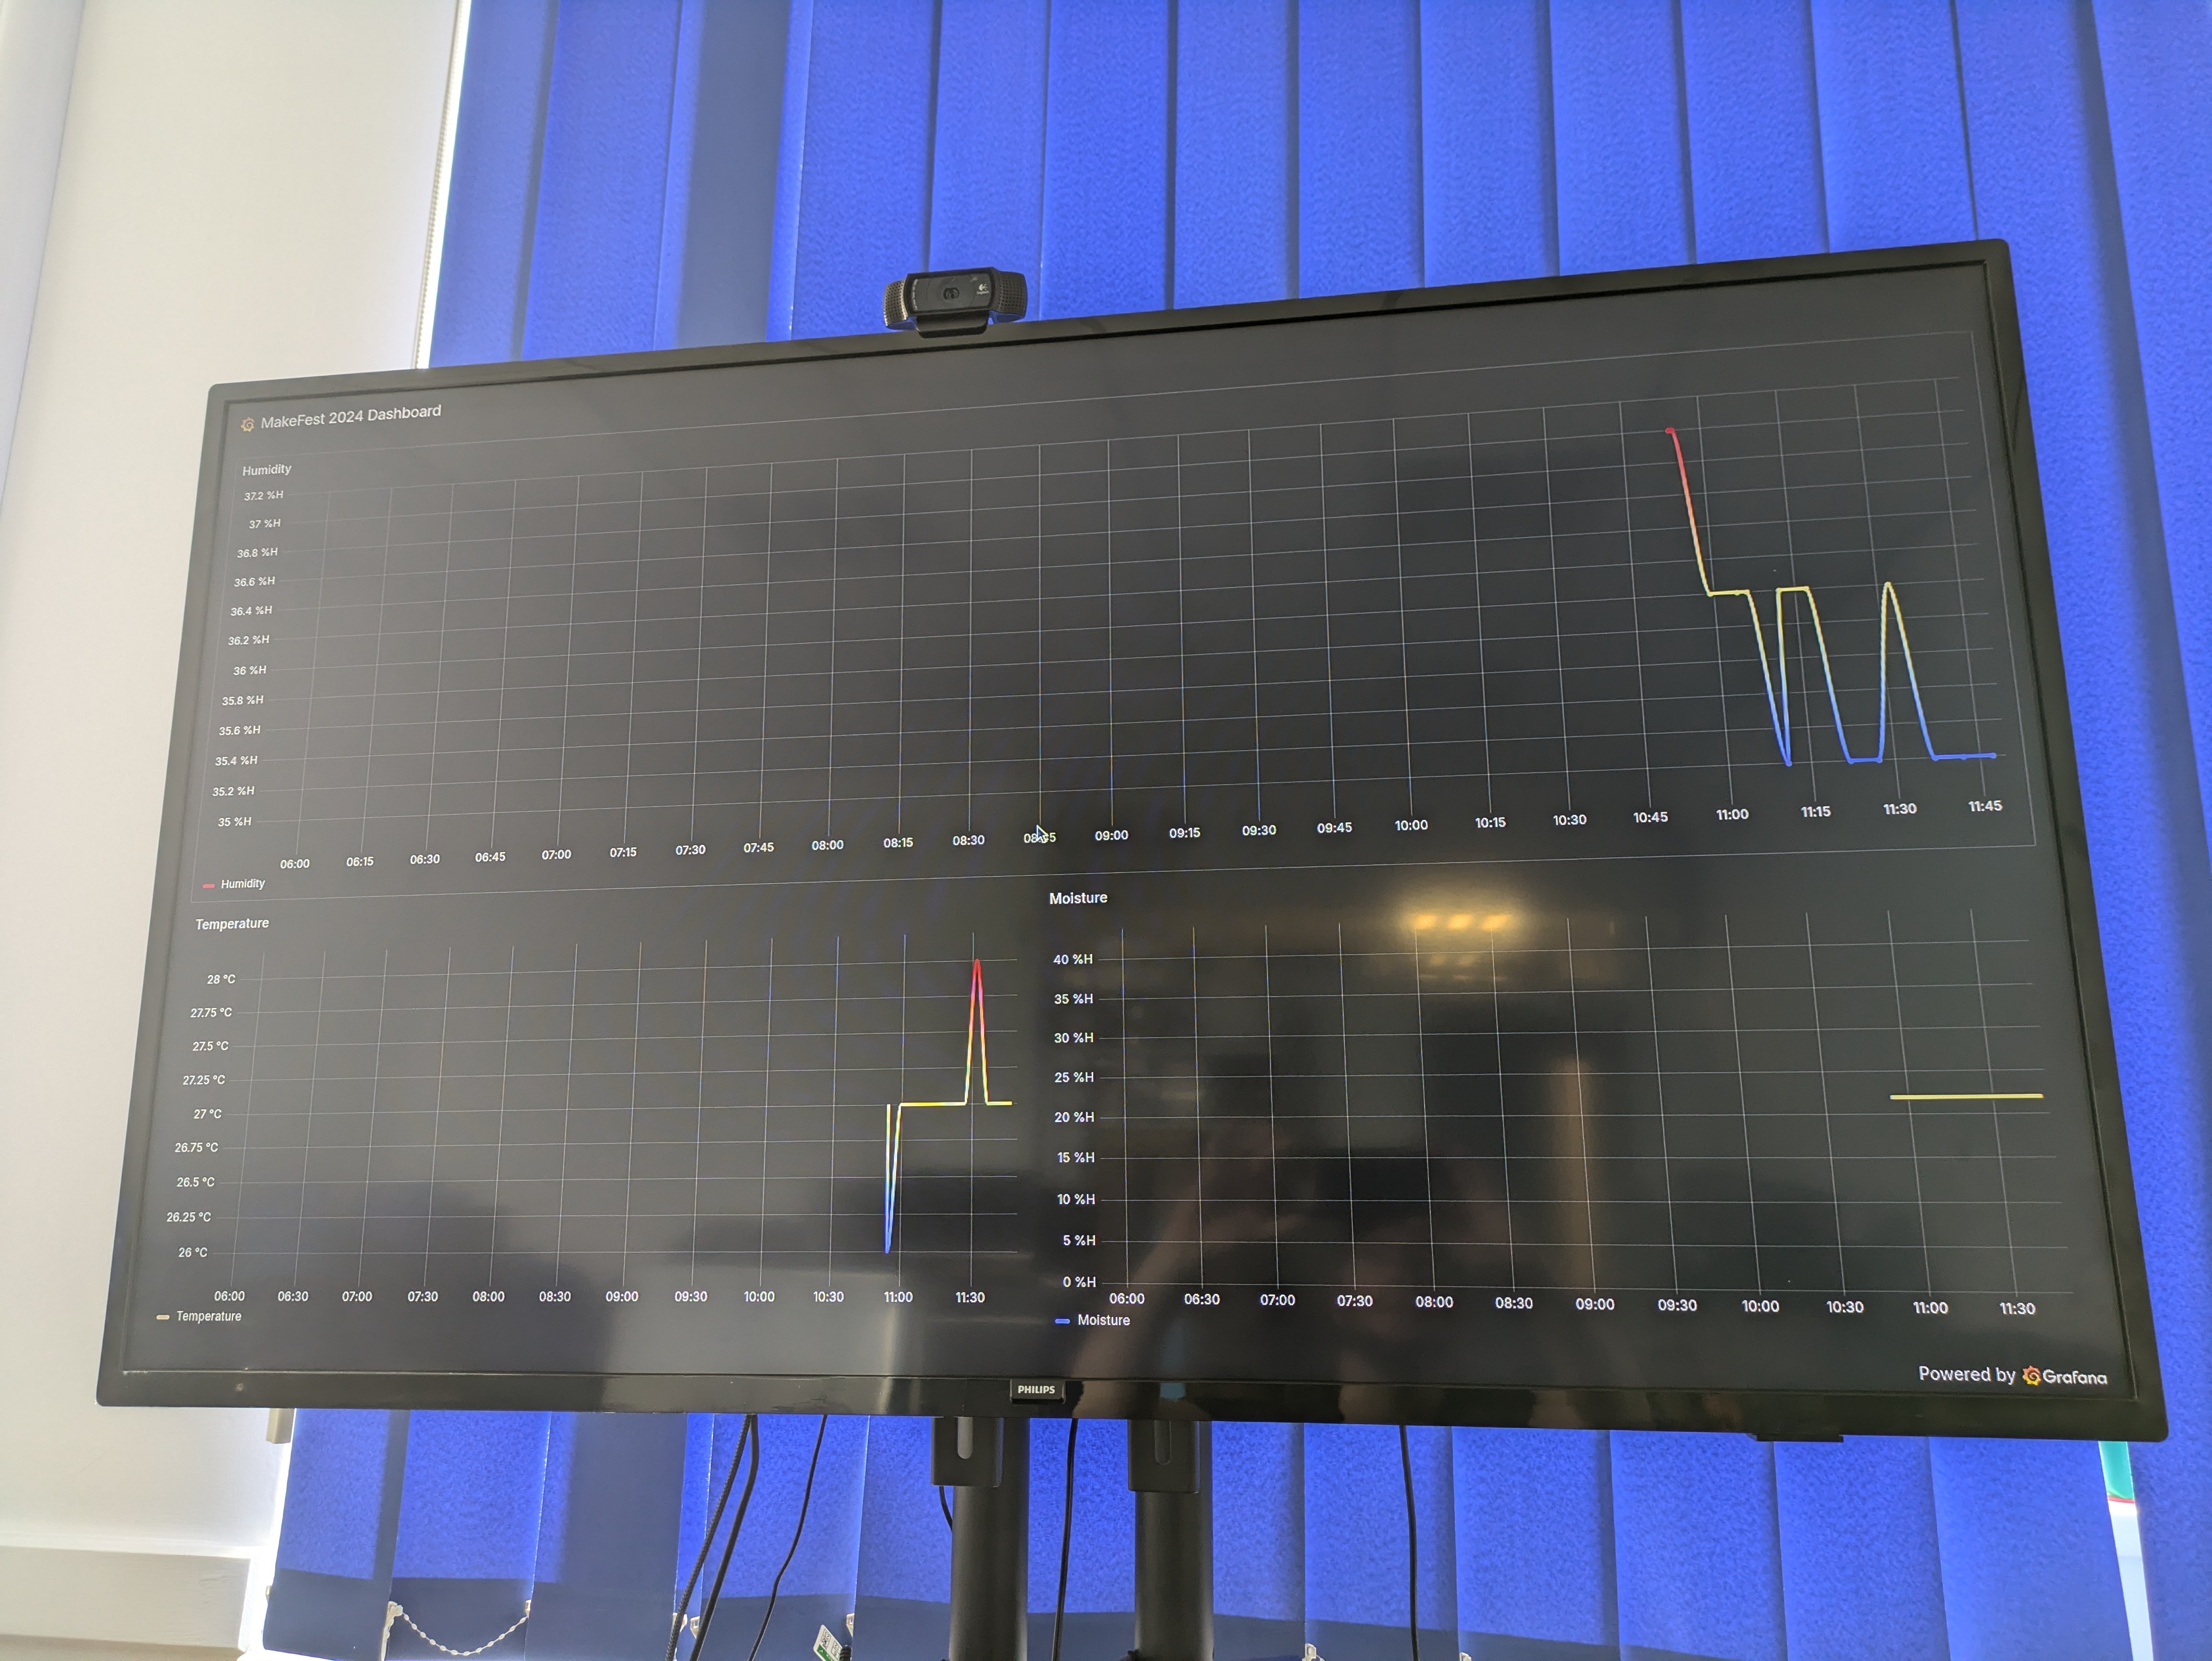 MakeFest 2024 Dashboard
Humidity
37.2 %H
37 %H
36.8 %H
36.6 %H
36.4 %H
36.2 %H
36 %H
35.8 %H
35.6 %H
35.4 %H
35.2 %H
35 %H
06:00 06:15 06:30 06:45 07:00 07:15 07:30 07:45 08:00 08:15 08:30 08:45 09:00 09:15 09:30 09:45 10:00 10:15 10:30 10:45 11:00 11:15 11:30 11:45
Humidity
Temperature
28 °C
27.75 °C
27.5 °C
27.25 °C
27 °C
26.75 °C
26.5 °C
26.25 °C
26 °C
06:00 06:30 07:00 07:30 08:00 08:30 09:00 09:30 10:00 10:30 11:00 11:30
Temperature
Moisture
40 %H
35 %H
30 %H
25 %H
20 %H
15 %H
10 %H
5 %H
0 %H
06:00 06:30 07:00 07:30 08:00 08:30 09:00 09:30 10:00 10:30 11:00 11:30
Moisture
Powered by Grafana
PHILIPS